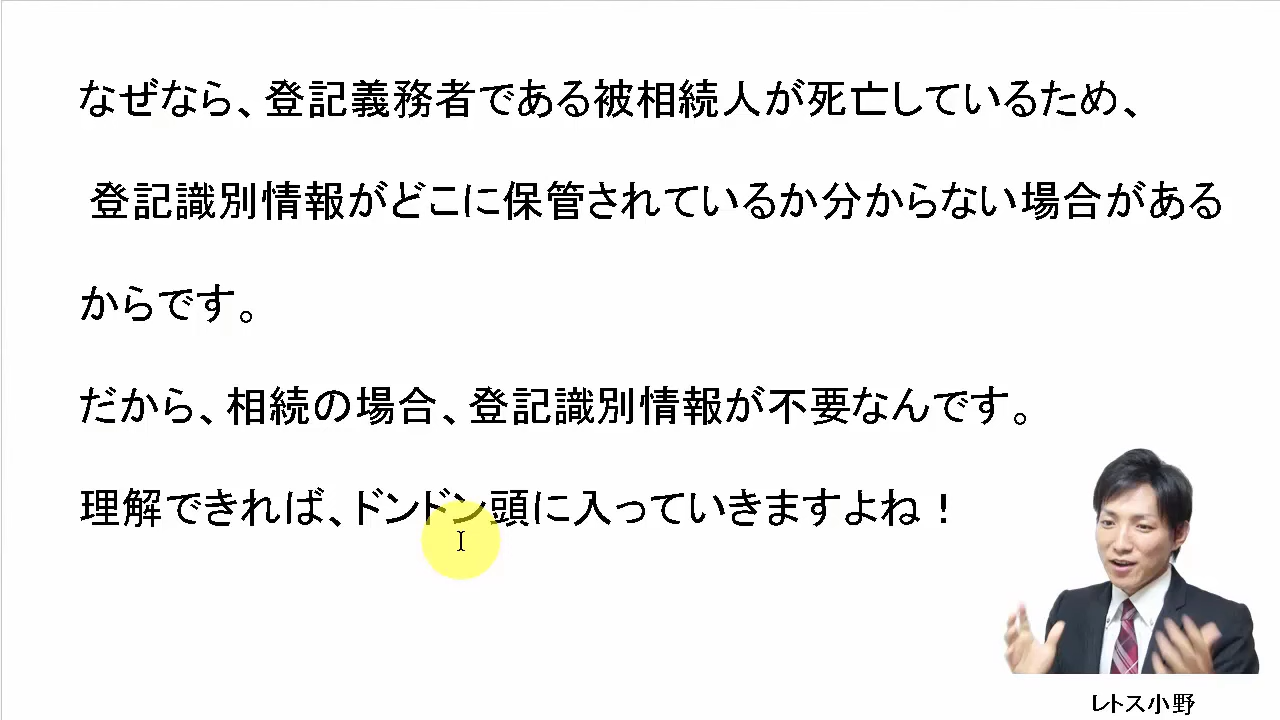 なぜなら、登記義務者である被相続人が死亡しているため、
登記識別情報がどこに保管されているか分からない場合がある
からです。
だから、相続の場合、登記識別情報が不要なんです。
理解できれば、ドンドン頭に入っていきますよね！
レトス小野